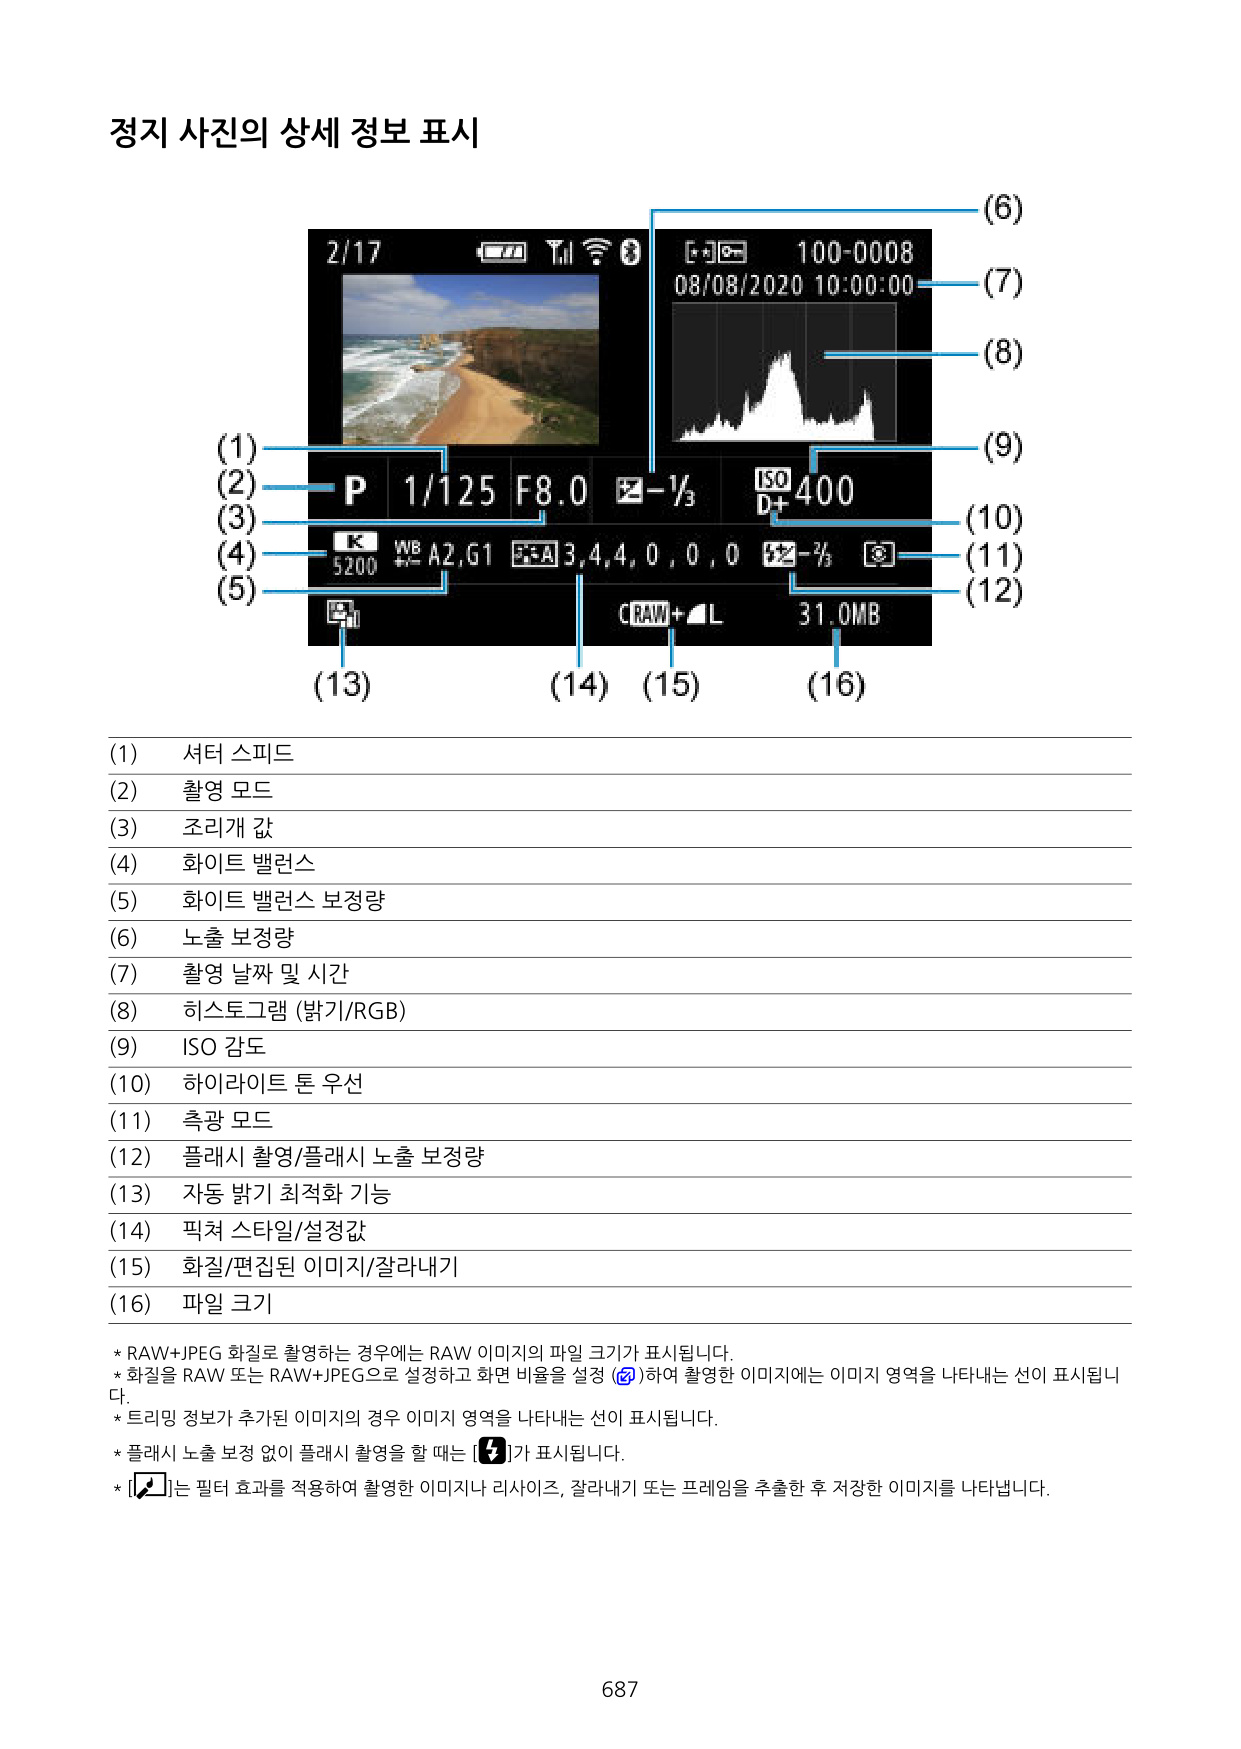 정지 사진의 상세 정보 표시
(6)
2/17 100-0008
08/08/2020 10:00:00 (7)
(8)
(1) (9)
(2) P 1/125 F8.0 −⅓ ISO D+ 400
(3) (10)
(4) K 5200 WB +/− A2,G1 A 3,4,4,0,0,0 −⅔ (11)
(5) (12)
CRAW+L 31.0MB
(13) (14) (15) (16)
(1) 셔터 스피드
(2) 촬영 모드
(3) 조리개 값
(4) 화이트 밸런스
(5) 화이트 밸런스 보정량
(6) 노출 보정량
(7) 촬영 날짜 및 시간
(8) 히스토그램 (밝기/RGB)
(9) ISO 감도
(10) 하이라이트 톤 우선
(11) 측광 모드
(12) 플래시 촬영/플래시 노출 보정량
(13) 자동 밝기 최적화 기능
(14) 픽쳐 스타일/설정값
(15) 화질/편집된 이미지/잘라내기
(16) 파일 크기
* RAW+JPEG 화질로 촬영하는 경우에는 RAW 이미지의 파일 크기가 표시됩니다.
* 화질을 RAW 또는 RAW+JPEG으로 설정하고 화면 비율을 설정 ()하여 촬영한 이미지에는 이미지 영역을 나타내는 선이 표시됩니
다.
* 트리밍 정보가 추가된 이미지의 경우 이미지 영역을 나타내는 선이 표시됩니다.
* 플래시 노출 보정 없이 플래시 촬영을 할 때는 []가 표시됩니다.
* []는 필터 효과를 적용하여 촬영한 이미지나 리사이즈, 잘라내기 또는 프레임을 추출한 후 저장한 이미지를 나타냅니다.
687